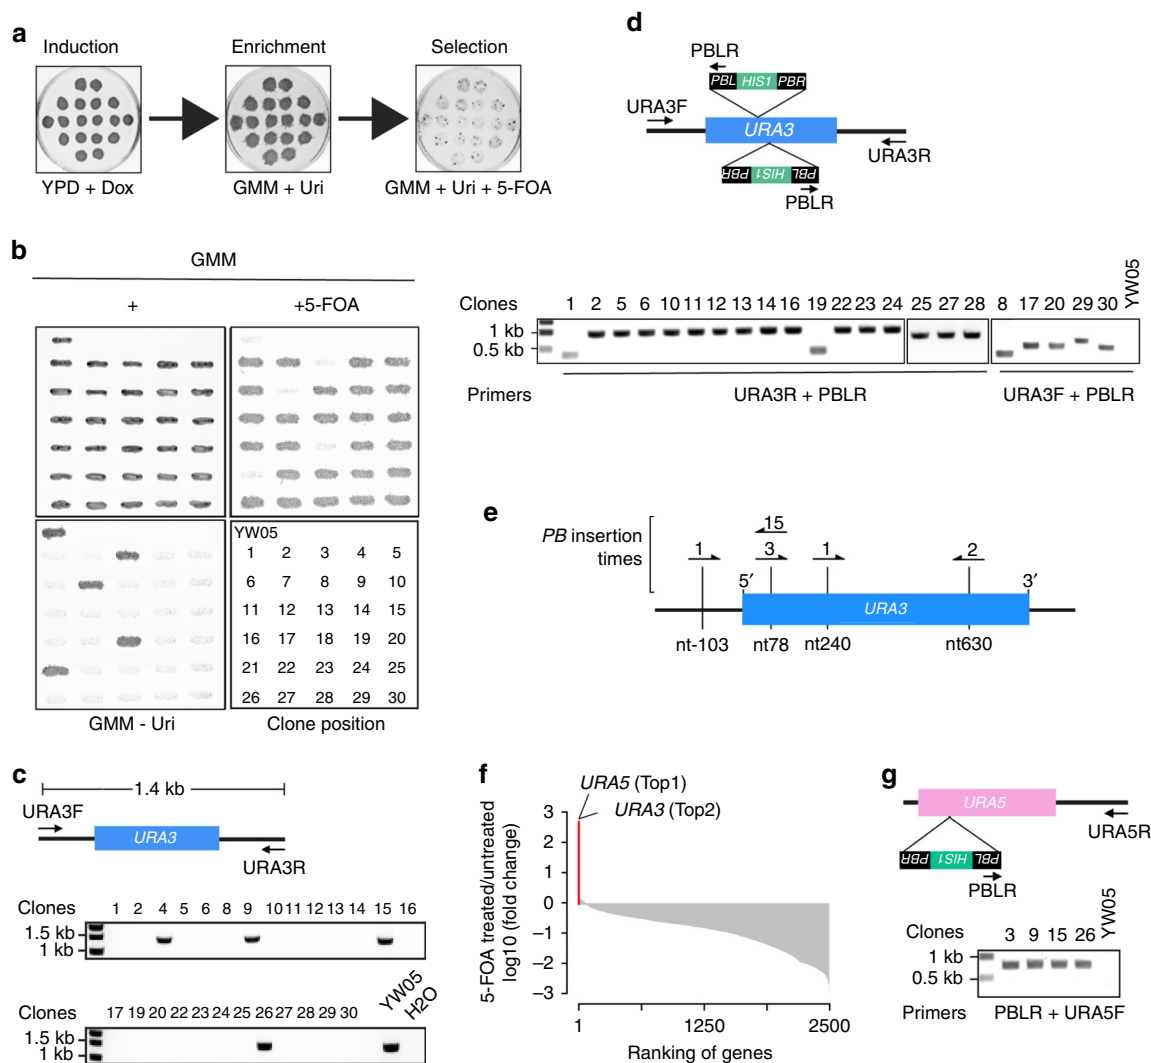 a
Induction
Enrichment
Selection
YPD + Dox
GMM + Uri
GMM + Uri + 5-FOA
b
GMM
+
+5-FOA
YW05
1 2 3 4 5
6 7 8 9 10
11 12 13 14 15
16 17 18 19 20
21 22 23 24 25
26 27 28 29 30
GMM - Uri
Clone position
c
1.4 kb
URA3F
URA3
URA3R
Clones 1 2 4 5 6 8 9 10 11 12 13 14 15 16
1.5 kb
1 kb
17 19 20 22 23 24 25 26 27 28 29 30 YW05 H2O
1.5 kb
1 kb
d
PBLR
PBL HIS1 PBR
URA3F
URA3
URA3R
PBR HIS1 PBL
PBLR
Clones 1 2 5 6 10 11 12 13 14 16 19 22 23 24 25 27 28 8 17 20 29 30 YW05
1 kb
0.5 kb
Primers URA3R + PBLR URA3F + PBLR
e
PB insertion
times
15
1 3 1 2
5′ 3′
URA3
nt-103 nt78 nt240 nt630
f
URA5 (Top1)
URA3 (Top2)
5-FOA treated/untreated
log10 (fold change)
3
2
1
0
–1
–2
–3
1 1250 2500
Ranking of genes
g
URA5
URA5R
PBR HIS1 PBL
PBLR
Clones 3 9 15 26 YW05
1 kb
0.5 kb
Primers PBLR + URA5F